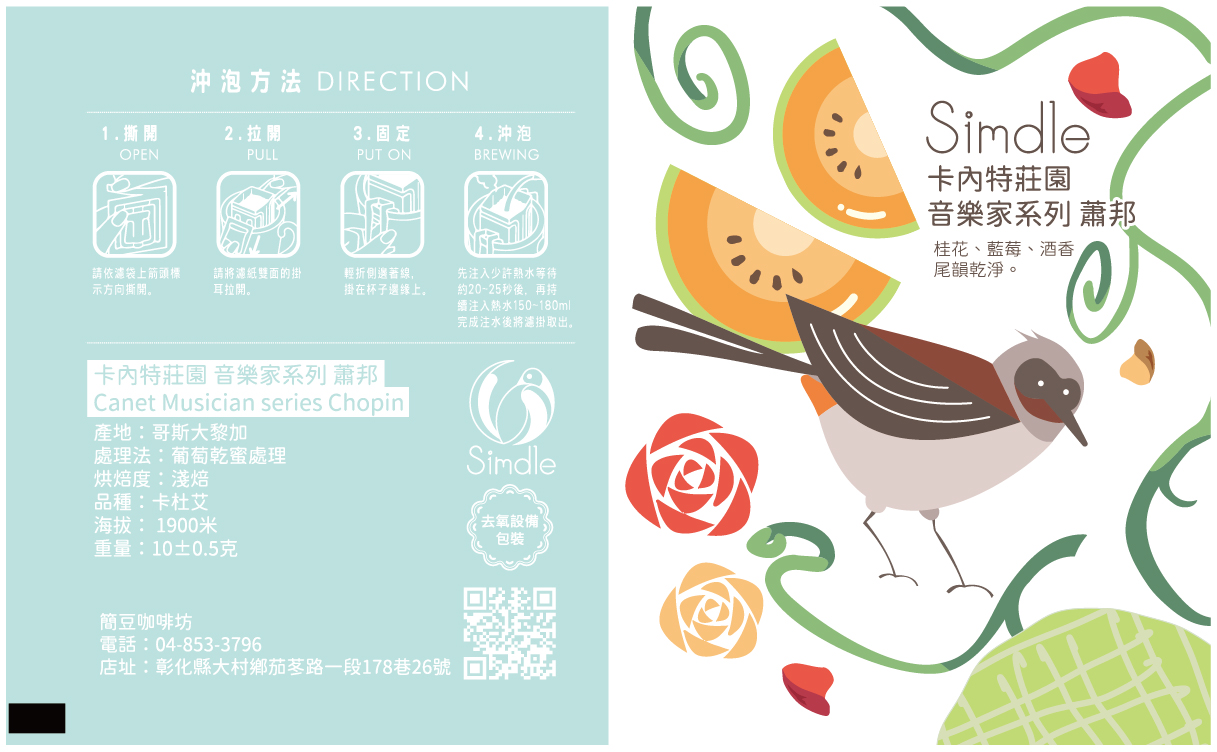 沖泡方法 DIRECTION
1.撕開
OPEN
請依濾袋上箭頭標
示方向撕開。
2.拉開
PULL
請將濾紙雙面的掛
耳拉開。
3.固定
PUT ON
輕折側邊著線,
掛在杯子邊緣上。
4.沖泡
BREWING
先注入少許熱水等待
約20~25秒後, 再持
續注入熱水150~180ml
完成注水後將濾掛取出。
卡內特莊園 音樂家系列 蕭邦
Canet Musician series Chopin
產地：哥斯大黎加
處理法：葡萄乾蜜處理
烘焙度：淺焙
品種：卡杜艾
海拔： 1900米
重量：10±0.5克
Simdle
去氧設備
包裝
簡豆咖啡坊
電話：04-853-3796
店址：彰化縣大村鄉茄苳路一段178巷26號
Simdle
卡內特莊園
音樂家系列 蕭邦
桂花、藍莓、酒香
尾韻乾淨。